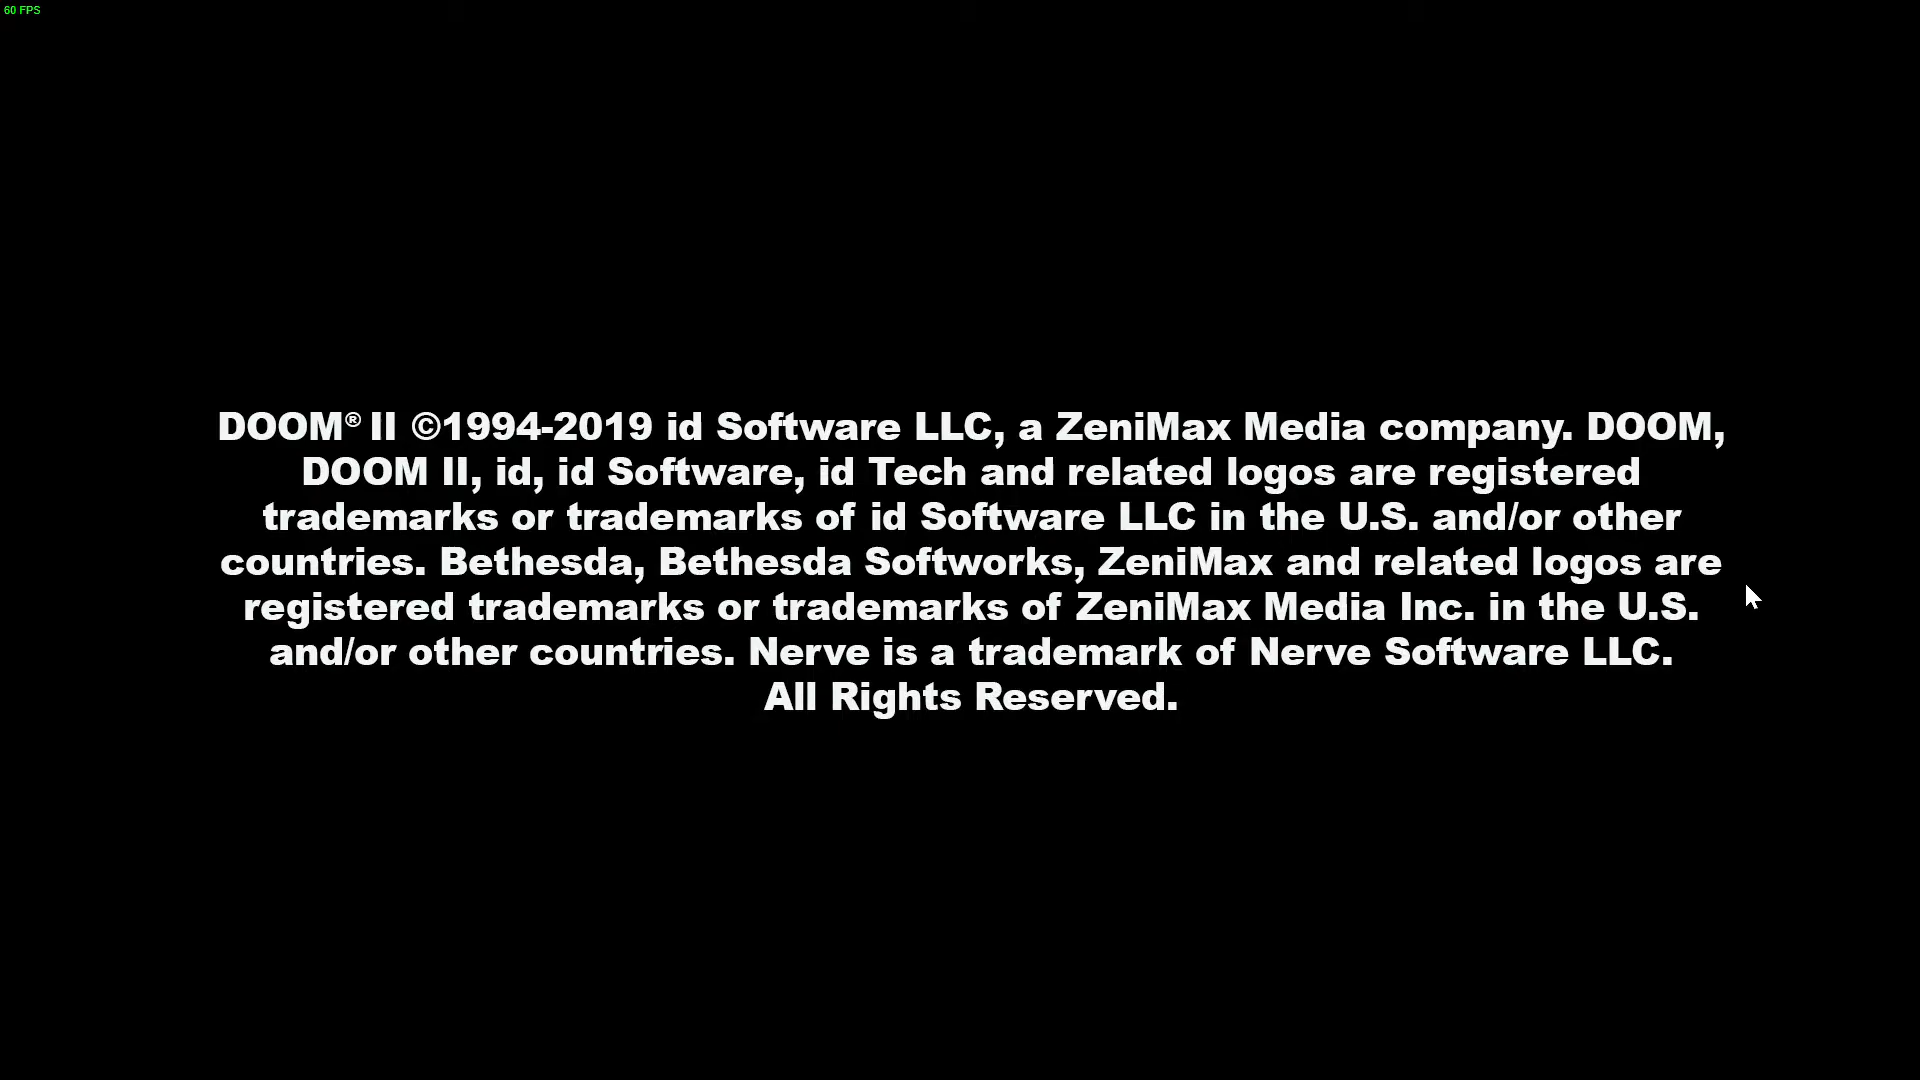 60 FPS
DOOM® II ©1994-2019 id Software LLC, a ZeniMax Media company. DOOM,
DOOM II, id, id Software, id Tech and related logos are registered
trademarks or trademarks of id Software LLC in the U.S. and/or other
countries. Bethesda, Bethesda Softworks, ZeniMax and related logos are
registered trademarks or trademarks of ZeniMax Media Inc. in the U.S.
and/or other countries. Nerve is a trademark of Nerve Software LLC.
All Rights Reserved.